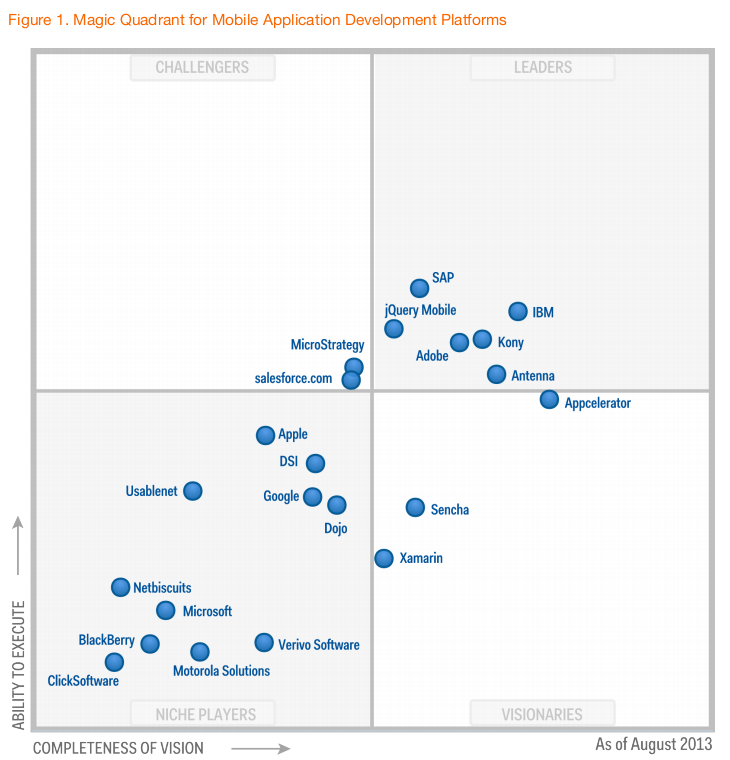 Figure 1. Magic Quadrant for Mobile Application Development Platforms
CHALLENGERS
LEADERS
SAP
jQuery Mobile
IBM
MicroStrategy
Adobe
Kony
salesforce.com
Antenna
Appcelerator
Apple
DSI
Usablenet
Google
Dojo
Sencha
Xamarin
Netbiscuits
Microsoft
BlackBerry
Verivo Software
Motorola Solutions
ClickSoftware
NICHE PLAYERS
VISIONARIES
ABILITY TO EXECUTE
COMPLETENESS OF VISION
As of August 2013